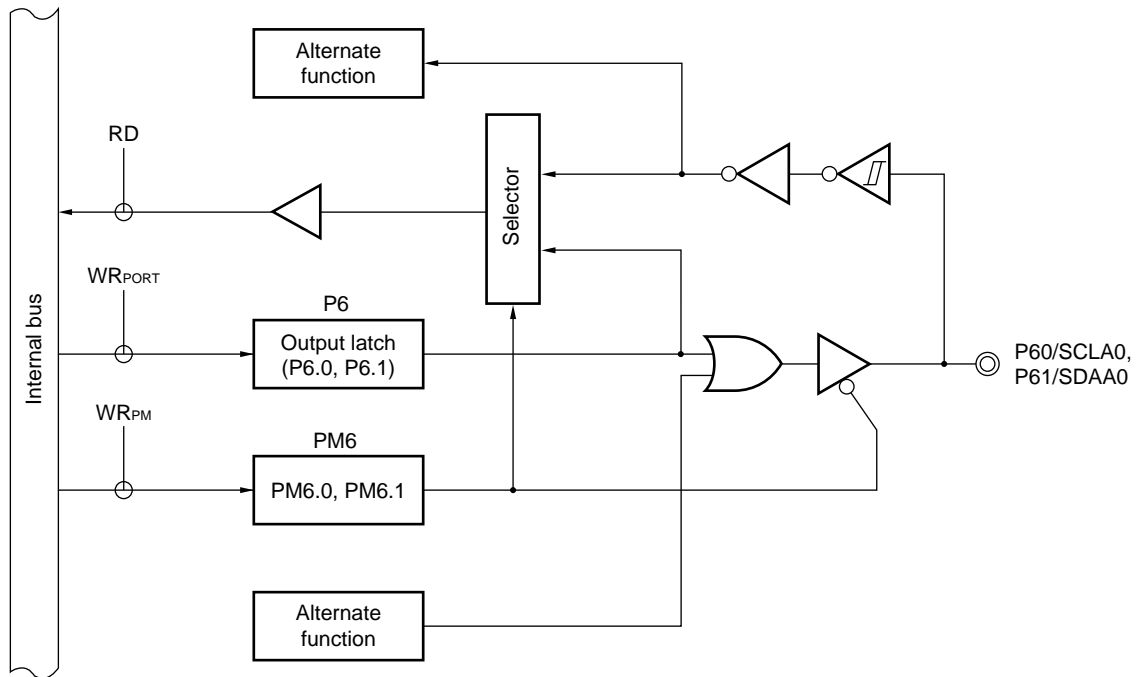 Alternate
function
RD
Selector
WRPORT
P6
Output latch
(P6.0, P6.1)
Internal bus
P60/SCLA0,
P61/SDAA0
WRPM
PM6
PM6.0, PM6.1
Alternate
function